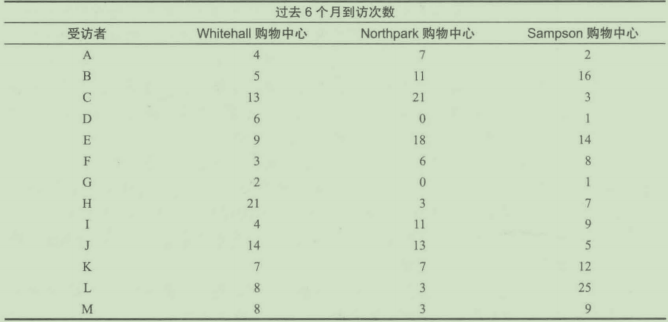 过去 6 个月到访次数
受访者 Whitehall 购物中心 Northpark 购物中心 Sampson 购物中心
A 4 7 2
B 5 11 16
C 13 21 3
D 6 0 1
E 9 18 14
F 3 6 8
G 2 0 1
H 21 3 7
I 4 11 9
J 14 13 5
K 7 7 12
L 8 3 25
M 8 3 9